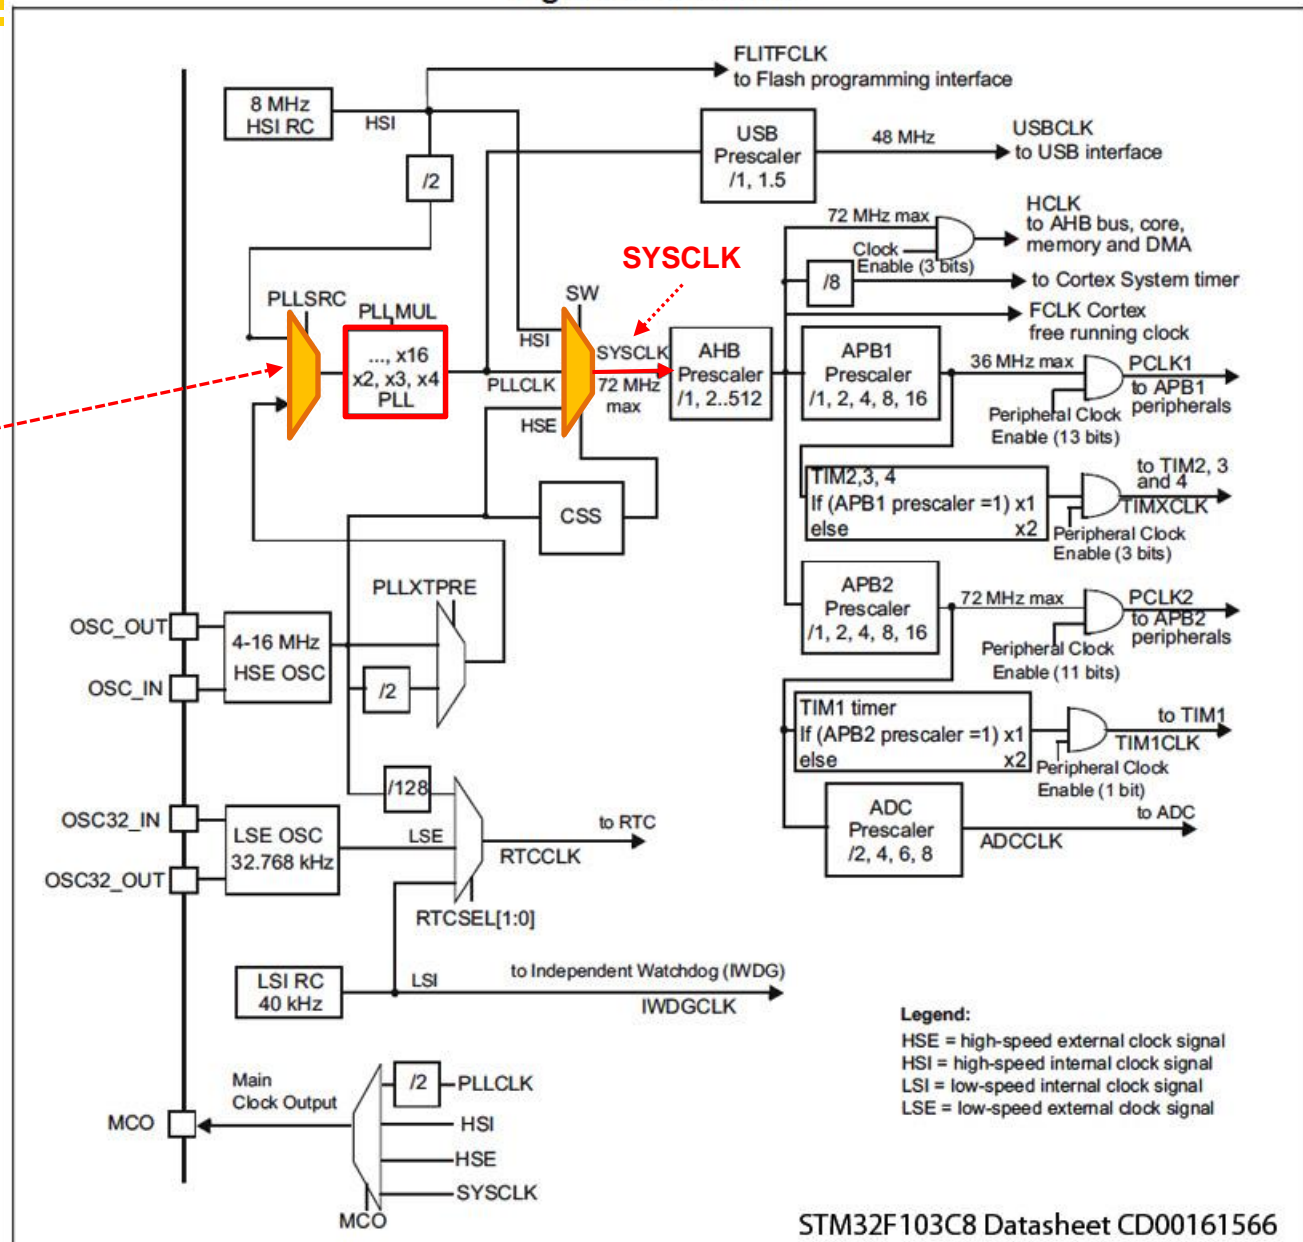 FLITFCLK
to Flash programming interface
8 MHz
HSI RC
HSI
/2
USB
Prescaler
/1, 1.5
48 MHz
USBCLK
to USB interface
72 MHz max
Clock
Enable (3 bits)
HCLK
to AHB bus, core,
memory and DMA
/8
to Cortex System timer
FCLK Cortex
free running clock
SYSCLK
PLLSRC
PLLMUL
..., x16
x2, x3, x4
PLL
SW
HSI
PLLCLK
HSE
SYSCLK
72 MHz
max
AHB
Prescaler
/1, 2..512
APB1
Prescaler
/1, 2, 4, 8, 16
36 MHz max
PCLK1
to APB1
peripherals
Peripheral Clock
Enable (13 bits)
TIM2,3, 4
If (APB1 prescaler =1) x1
else x2
to TIM2, 3
and 4
TIMXCLK
Peripheral Clock
Enable (3 bits)
CSS
PLLXTPRE
OSC_OUT
OSC_IN
4-16 MHz
HSE OSC
/2
APB2
Prescaler
/1, 2, 4, 8, 16
72 MHz max
PCLK2
to APB2
peripherals
Peripheral Clock
Enable (11 bits)
TIM1 timer
If (APB2 prescaler =1) x1
else x2
to TIM1
TIM1CLK
Peripheral Clock
Enable (1 bit)
/128
OSC32_IN
OSC32_OUT
LSE OSC
32.768 kHz
LSE
to RTC
RTCCLK
RTCSEL[1:0]
ADC
Prescaler
/2, 4, 6, 8
to ADC
ADCCLK
LSI RC
40 kHz
LSI
to Independent Watchdog (IWDG)
IWDGCLK
Legend:
HSE = high-speed external clock signal
HSI = high-speed internal clock signal
LSI = low-speed internal clock signal
LSE = low-speed external clock signal
Main
Clock Output
MCO
/2
PLLCLK
HSI
HSE
SYSCLK
MCO
STM32F103C8 Datasheet CD00161566